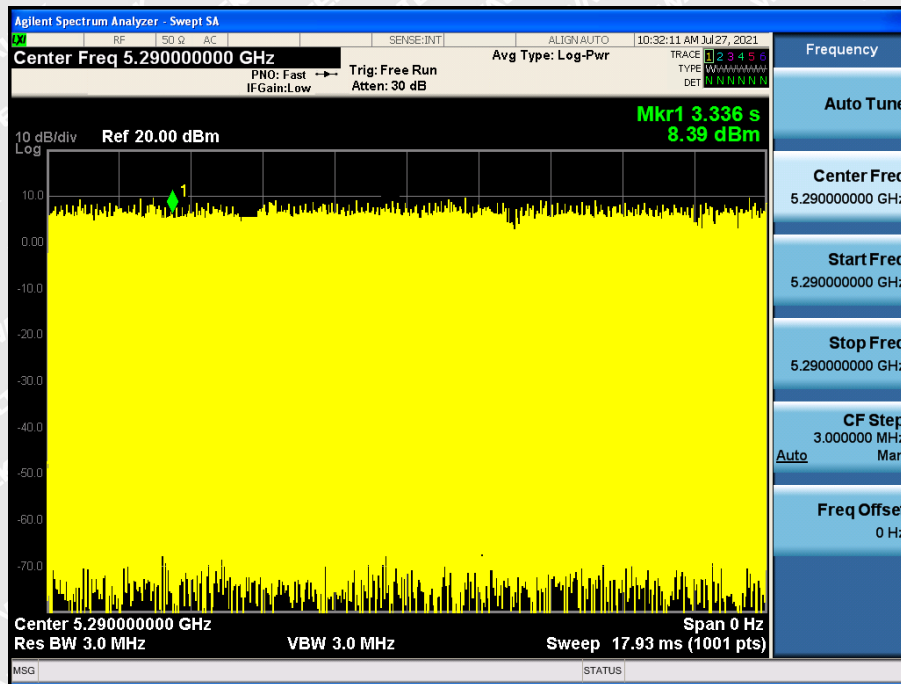 Agilent Spectrum Analyzer - Swept SA
LXI RF 50 Ω AC SENSE:INT ALIGN AUTO 10:32:11 AM Jul 27, 2021
Center Freq 5.290000000 GHz
PNO: Fast
IFGain:Low
Trig: Free Run
Atten: 30 dB
Avg Type: Log-Pwr
TRACE 1 2 3 4 5 6
TYPE WWWWWWW
DET N N N N N N
Mkr1 3.336 s
8.39 dBm
10 dB/div Ref 20.00 dBm
Log
1
10.0
0.00
-10.0
-20.0
-30.0
-40.0
-50.0
-60.0
-70.0
Center 5.290000000 GHz Span 0 Hz
Res BW 3.0 MHz VBW 3.0 MHz Sweep 17.93 ms (1001 pts)
MSG STATUS
Frequency
Auto Tune
Center Freq
5.290000000 GHz
Start Freq
5.290000000 GHz
Stop Freq
5.290000000 GHz
CF Step
3.000000 MHz
Auto Man
Freq Offset
0 Hz